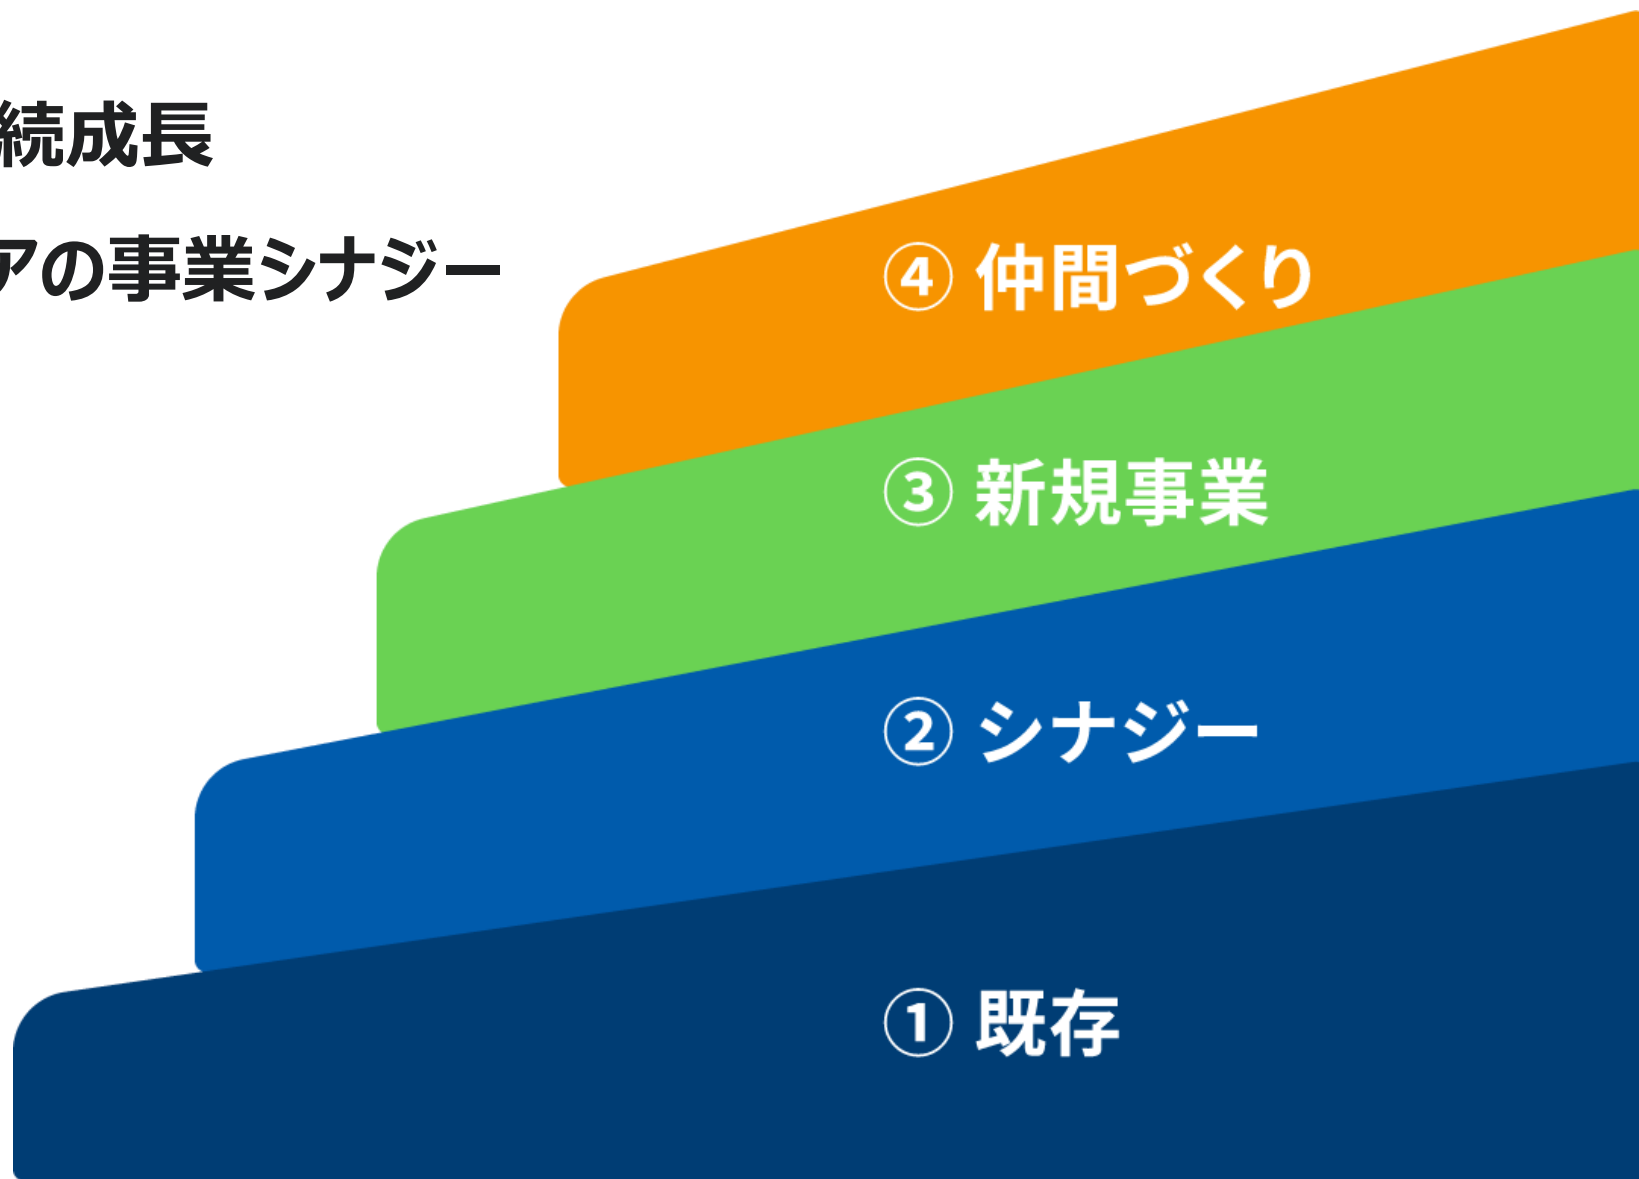 続成長
アの事業シナジー
④ 仲間づくり
③ 新規事業
② シナジー
① 既存